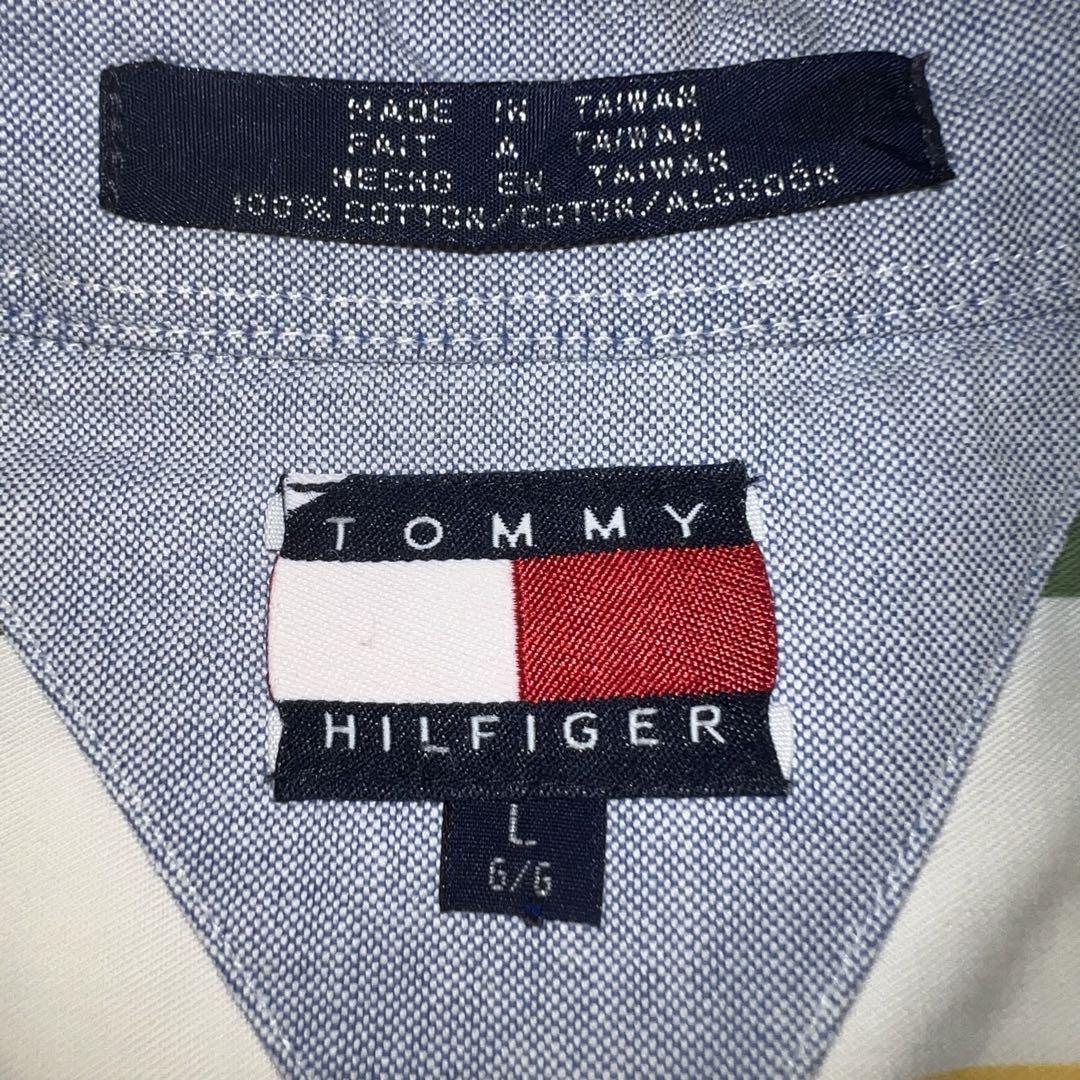 MADE IN TAIWAN
FAIT A TAIWAN
HECHO EN TAIWAN
100% COTTON/COTON/ALGODÓN
TOMMY
HILFIGER
L
G/G